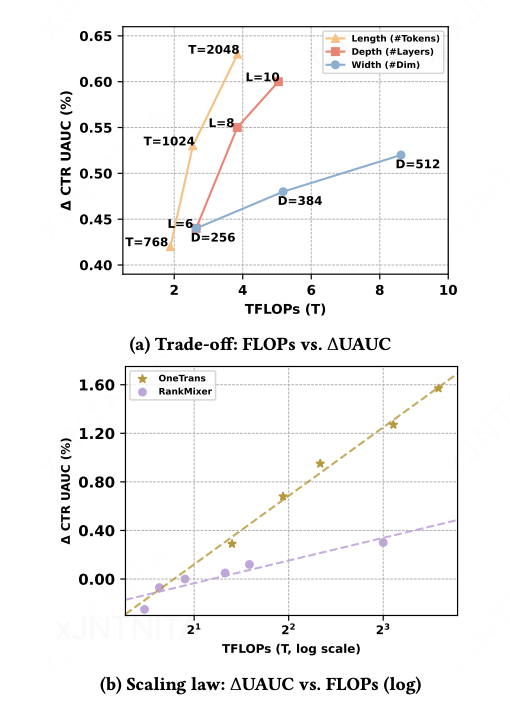 0.65
0.60
0.55
0.50
0.45
0.40
Δ CTR UAUC (%)
Length (#Tokens)
Depth (#Layers)
Width (#Dim)
T=2048
L=10
L=8
T=1024
D=512
D=384
L=6
T=768
D=256
2 4 6 8 10
TFLOPs (T)
(a) Trade-off: FLOPs vs. ΔUAUC
1.60
1.20
0.80
0.40
0.00
Δ CTR UAUC (%)
OneTrans
RankMixer
2¹ 2² 2³
TFLOPs (T, log scale)
(b) Scaling law: ΔUAUC vs. FLOPs (log)